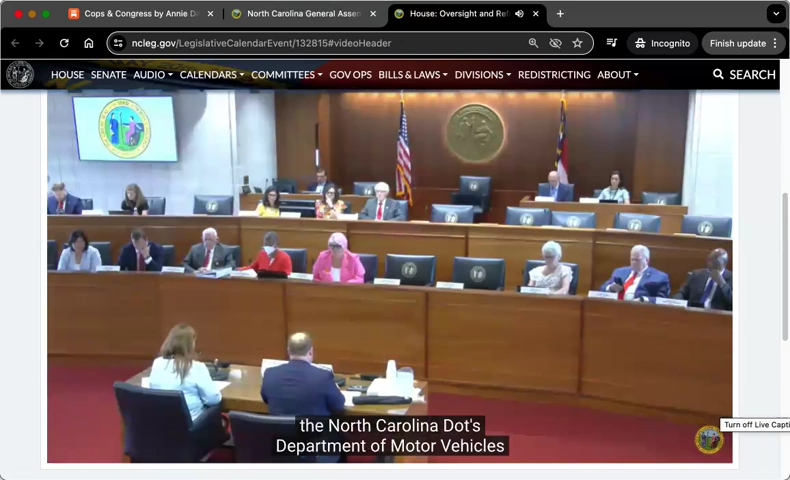 Cops & Congress by Annie Di
North Carolina General Assen
House: Oversight and Ref
ncleg.gov/LegislativeCalendarEvent/132815#videoHeader
Incognito
Finish update
HOUSE SENATE AUDIO CALENDARS COMMITTEES GOV OPS BILLS & LAWS DIVISIONS REDISTRICTING ABOUT SEARCH
the North Carolina Dot's
Department of Motor Vehicles
Turn off Live Capti